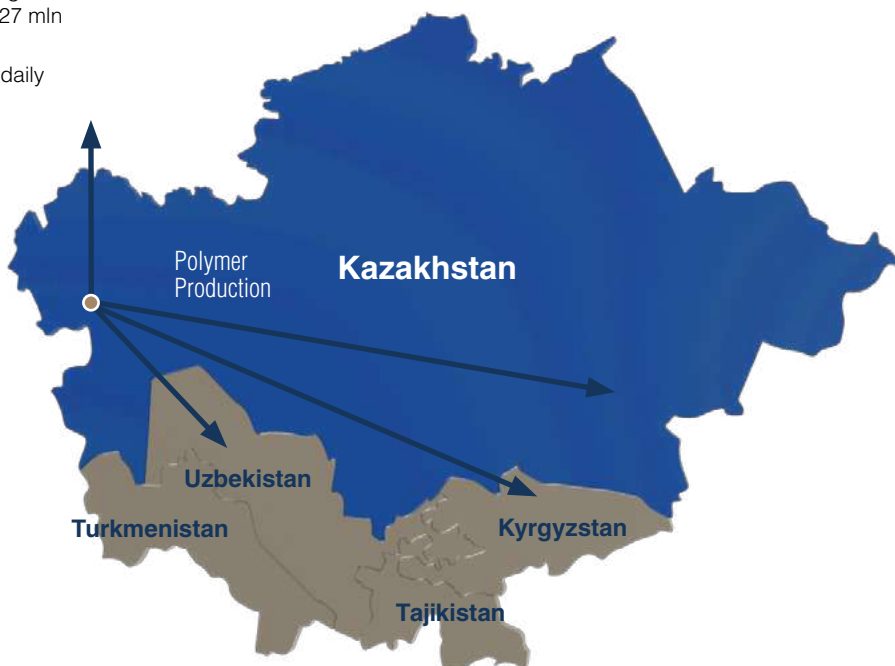 27 mln
daily
Polymer
Production
Kazakhstan
Uzbekistan
Turkmenistan
Kyrgyzstan
Tajikistan